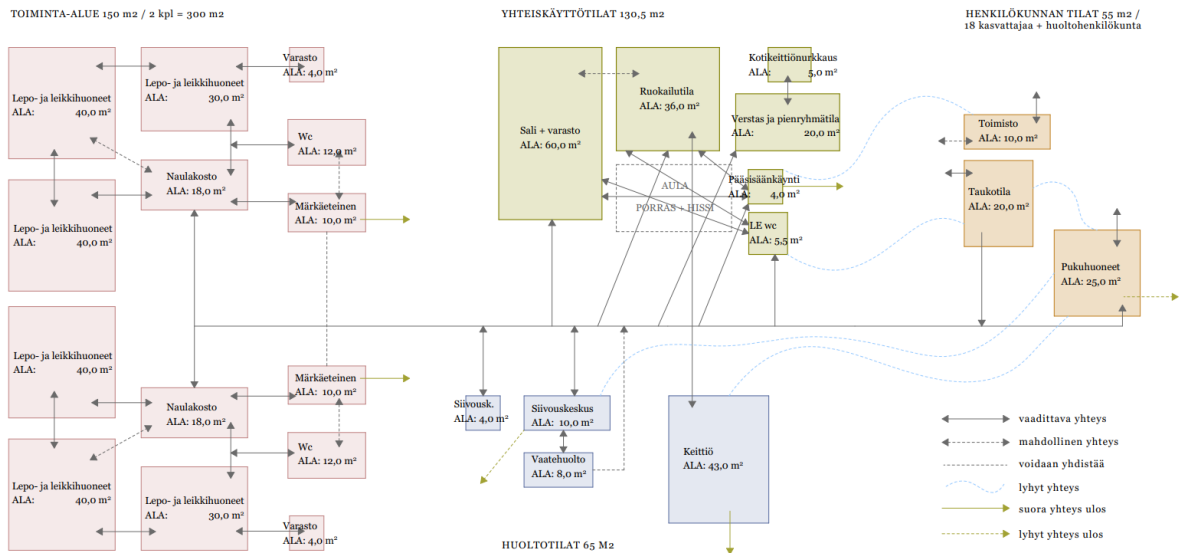 TOIMINTA-ALUE 150 m2 / 2 kpl = 300 m2
Lepo- ja leikkihuoneet
ALA: 40,0 m²
Lepo- ja leikkihuoneet
ALA: 30,0 m²
Varasto
ALA: 4,0 m²
Wc
ALA: 12,0 m²
Naulakosto
ALA: 18,0 m²
Märkäeteinen
ALA: 10,0 m²
Lepo- ja leikkihuoneet
ALA: 40,0 m²
Lepo- ja leikkihuoneet
ALA: 40,0 m²
Märkäeteinen
ALA: 10,0 m²
Naulakosto
ALA: 18,0 m²
Wc
ALA: 12,0 m²
Lepo- ja leikkihuoneet
ALA: 40,0 m²
Lepo- ja leikkihuoneet
ALA: 30,0 m²
Varasto
ALA: 4,0 m²
YHTEISKÄYTTÖTILAT 130,5 m2
Sali + varasto
ALA: 60,0 m²
Ruokailutila
ALA: 36,0 m²
Kotikeittiönurkkaus
ALA: 5,0 m²
Verstas ja pienryhmätila
ALA: 20,0 m²
AULA
PORRAS + HISSI
Pääsisäänkäynti
ALA: 4,0 m²
LE wc
ALA: 5,5 m²
HENKILÖKUNNAN TILAT 55 m2 /
18 kasvattajaa + huoltohenkilökunta
Toimisto
ALA: 10,0 m²
Taukotila
ALA: 20,0 m²
Pukuhuoneet
ALA: 25,0 m²
Siivousk.
ALA: 4,0 m²
Siivouskeskus
ALA: 10,0 m²
Vaatehuolto
ALA: 8,0 m²
Keittiö
ALA: 43,0 m²
HUOLTOTILAT 65 M2
vaadittava yhteys
mahdollinen yhteys
voidaan yhdistää
lyhyt yhteys
suora yhteys ulos
lyhyt yhteys ulos